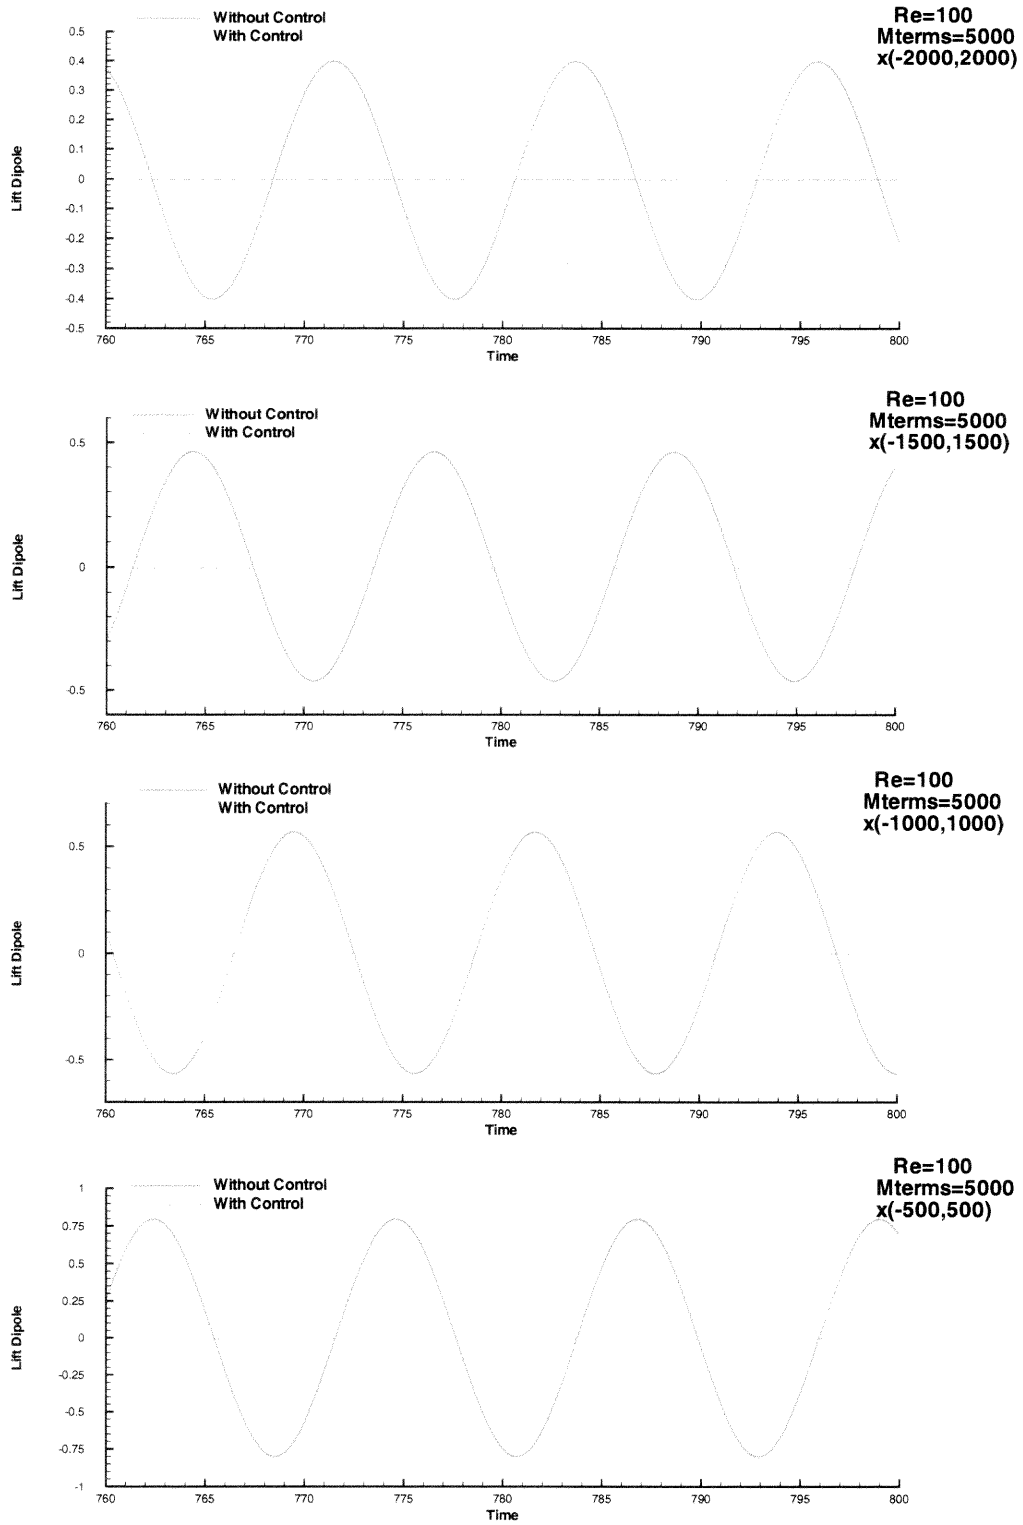 Without Control
With Control
Re=100
Mterms=5000
x(-2000,2000)
Lift Dipole
0.5
0.4
0.3
0.2
0.1
0
-0.1
-0.2
-0.3
-0.4
-0.5
760 765 770 775 780 785 790 795 800
Time
Without Control
With Control
Re=100
Mterms=5000
x(-1500,1500)
Lift Dipole
0.5
0
-0.5
760 765 770 775 780 785 790 795 800
Time
Without Control
With Control
Re=100
Mterms=5000
x(-1000,1000)
Lift Dipole
0.5
0
-0.5
760 765 770 775 780 785 790 795 800
Time
Without Control
With Control
Re=100
Mterms=5000
x(-500,500)
Lift Dipole
1
0.75
0.5
0.25
0
-0.25
-0.5
-0.75
-1
760 765 770 775 780 785 790 795 800
Time